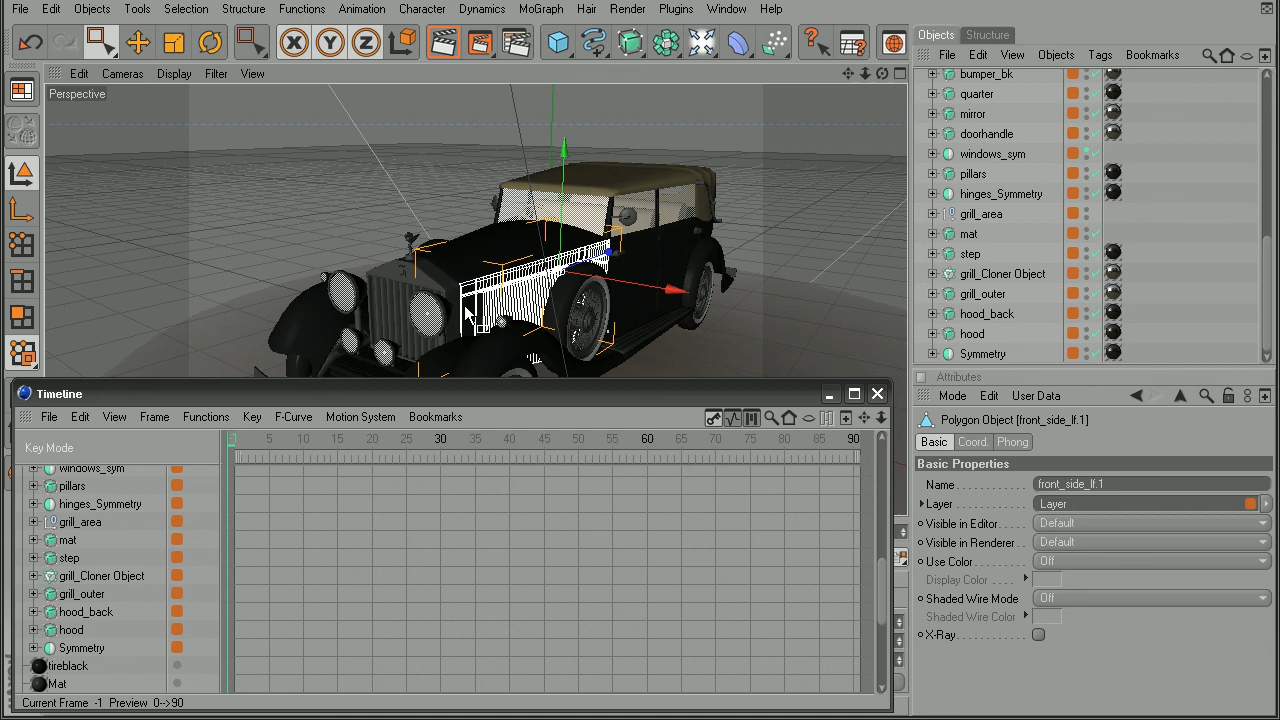 File Edit Objects Tools Selection Structure Functions Animation Character Dynamics MoGraph Hair Render Plugins Window Help
Objects Structure
File Edit View Objects Tags Bookmarks
Edit Cameras Display Filter View
Perspective
bumper_bk
quarter
mirror
doorhandle
windows_sym
pillars
hinges_Symmetry
grill_area
mat
step
grill_Cloner Object
grill_outer
hood_back
hood
Symmetry
Attributes
Mode Edit User Data
Polygon Object [front_side_lf.1]
Basic Coord. Phong
Basic Properties
Name front_side_lf.1
Layer Layer
Visible in Editor Default
Visible in Renderer Default
Use Color Off
Display Color
Shaded Wire Mode Off
Shaded Wire Color
X-Ray
Timeline
File Edit View Frame Functions Key F-Curve Motion System Bookmarks
Key Mode
-1 5 10 15 20 25 30 35 40 45 50 55 60 65 70 75 80 85 90
windows_sym
pillars
hinges_Symmetry
grill_area
mat
step
grill_Cloner Object
grill_outer
hood_back
hood
Symmetry
tireblack
Mat
Current Frame -1 Preview 0-->90